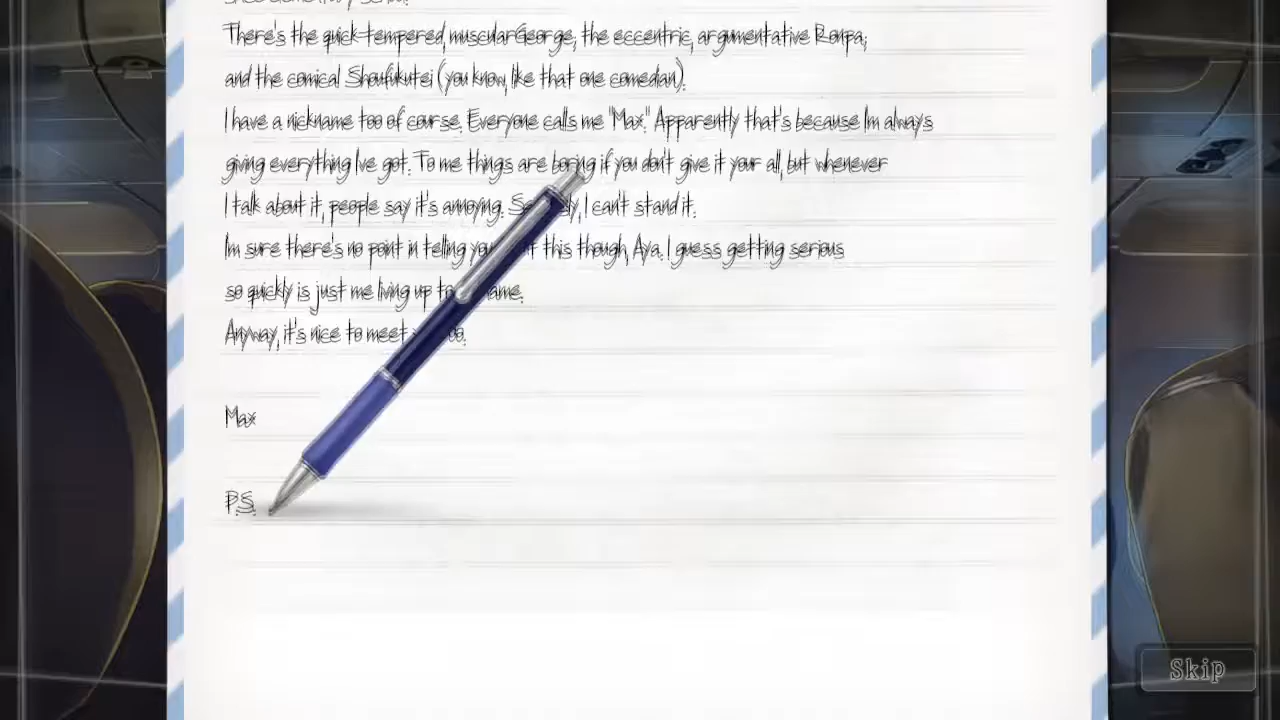 There's the quick-tempered, muscular George, the eccentric, argumentative Ronpa,
and the comical Shoufukutei (you know, like that one comedian).
I have a nickname too of course. Everyone calls me "Max." Apparently that's because I'm always
giving everything I've got. To me things are boring if you don't give it your all, but whenever
I talk about it, people say it's annoying. I can't stand it.
I'm sure there's no point in telling you this though, Aya. I guess getting serious
so quickly is just me living up to name.
Anyway, it's nice to meet
Max
P.S.
Skip